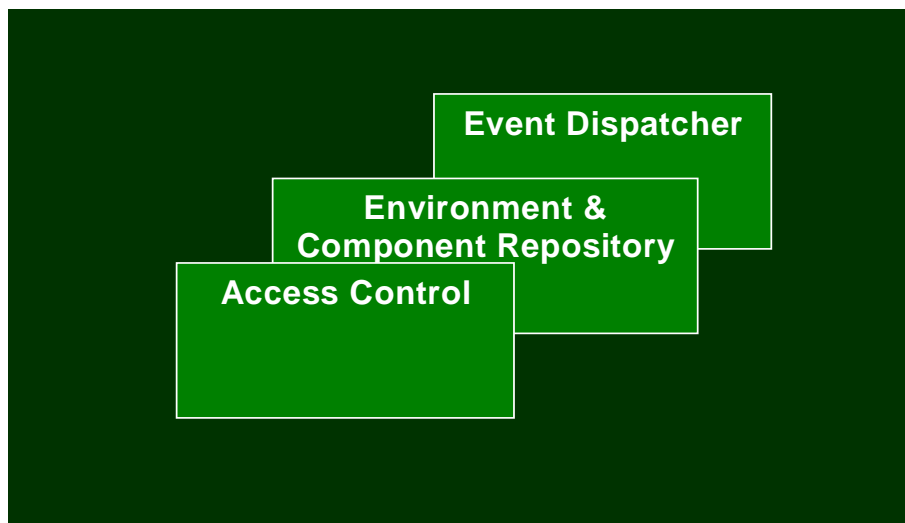 Event Dispatcher
Environment &
Component Repository
Access Control